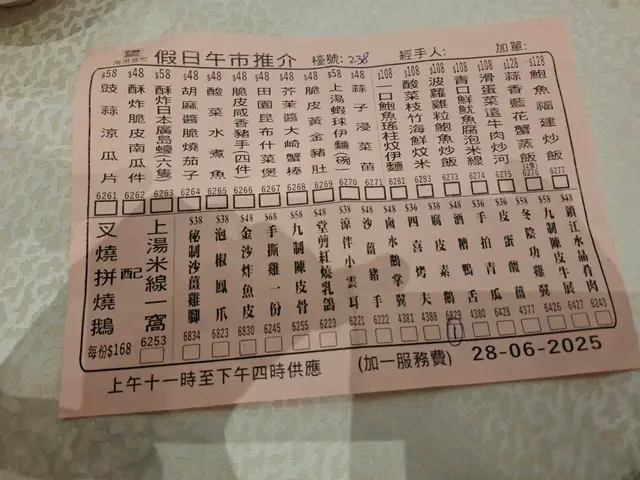 假日午市推介
檯號: 238
經手人:
加單:
$58 豉蒜涼瓜片 6261
$48 酥炸脆皮南瓜件 6262
$58 酥炸日本廣島蠔(六隻) 6263
$48 胡麻醬脆燒茄子 6264
$48 酸菜水煮魚 6265
$48 脆皮咸香豬手(四件) 6266
$48 田園昆布什菜煲 6267
$48 芥茉醬大崎蟹棒 6268
$48 脆皮黃金豬肚 6269
$58 上湯蝦球伊麵(一碗) 6270
$48 蒜子浸菜苗 6271
$108 一口鮑魚瑤柱炆伊麵 6282
$108 酸菜枝竹海鮮炆米 6283
$108 菠蘿雞粒鮑魚炒飯 6273
$108 青口鮮魷魚腐泡米線 6274
$108 滑蛋菜遠牛肉炒河 6275
$128 蒜香藍花蟹蒸飯 6276
$128 鮑魚福建炒飯 6277
叉燒拼燒鵝
配
上湯米線一窩
每份$168
6253
$38 秘制沙薑雞腳 6834
$38 泡椒鳳爪 6823
$48 金沙炸魚皮 6830
$68 手撕雞一份 6245
$58 九制陳皮骨 6255
$48 堂剪紅燒乳鴿 6223
$38 涼伴小雲耳 6221
$48 沙薑豬手 6222
$48 鹵水鵝掌翼 4381
$36 四喜烤夫 4388
$38 腐皮素鵝 6829 1
$48 酒糟鴨舌 4380
$36 手拍青瓜 6428
$36 皮蛋酸薑 4377
$58 冬陰功雞翼 6426
$58 九制陳皮牛展 6427
$48 鎮江水晶肴肉 6243
上午十一時至下午四時供應
(加一服務費)
28-06-2025